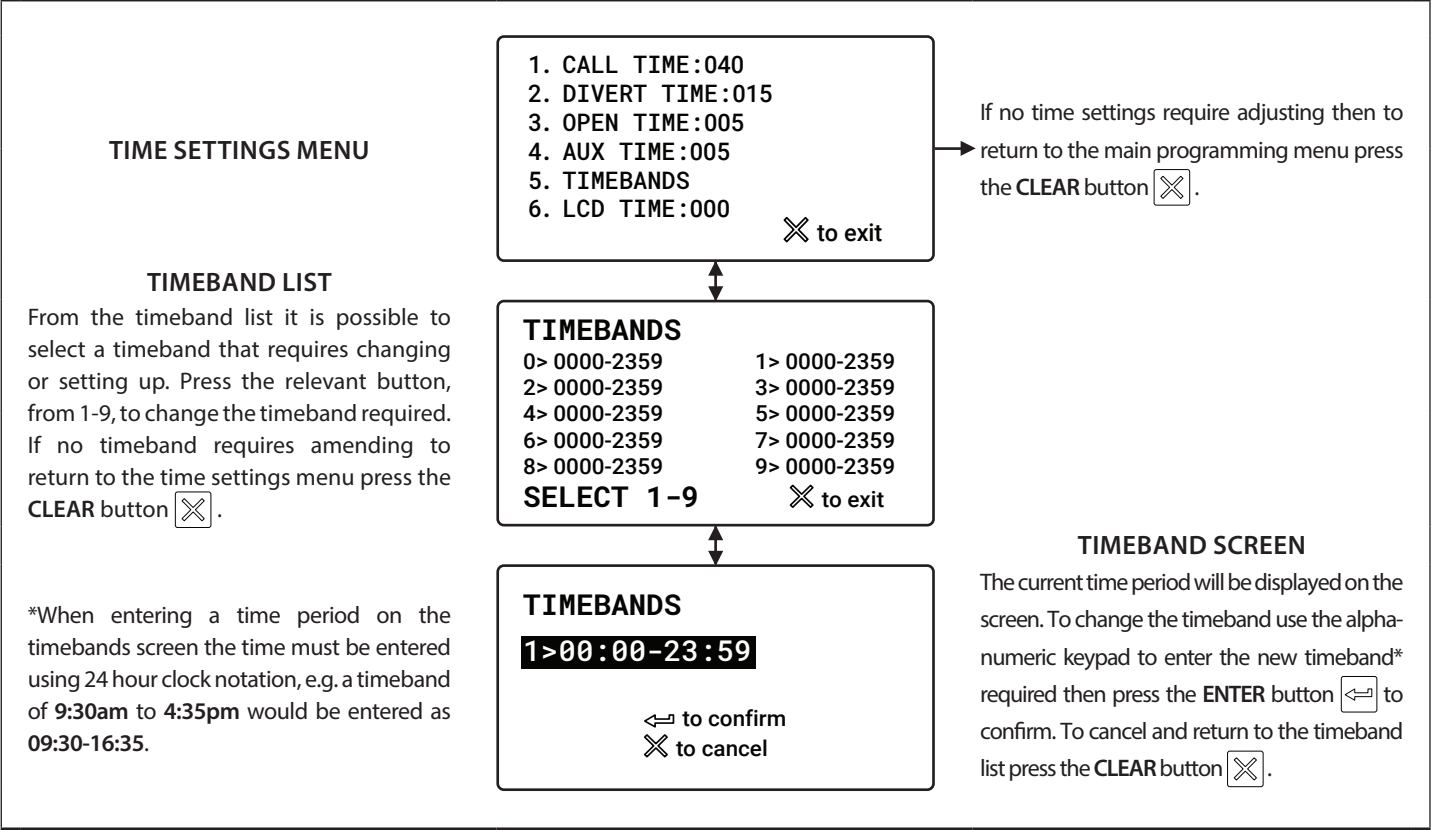 TIME SETTINGS MENU
1. CALL TIME:040
2. DIVERT TIME:015
3. OPEN TIME:005
4. AUX TIME:005
5. TIMEBANDS
6. LCD TIME:000
to exit
If no time settings require adjusting then to
return to the main programming menu press
the CLEAR button .
TIMEBAND LIST
From the timeband list it is possible to
select a timeband that requires changing
or setting up. Press the relevant button,
from 1-9, to change the timeband required.
If no timeband requires amending to
return to the time settings menu press the
CLEAR button .
TIMEBANDS
0> 0000-2359 1> 0000-2359
2> 0000-2359 3> 0000-2359
4> 0000-2359 5> 0000-2359
6> 0000-2359 7> 0000-2359
8> 0000-2359 9> 0000-2359
SELECT 1-9 to exit
*When entering a time period on the
timebands screen the time must be entered
using 24 hour clock notation, e.g. a timeband
of 9:30am to 4:35pm would be entered as
09:30-16:35.
TIMEBANDS
1>00:00-23:59
to confirm
to cancel
TIMEBAND SCREEN
The current time period will be displayed on the
screen. To change the timeband use the alpha-
numeric keypad to enter the new timeband*
required then press the ENTER button to
confirm. To cancel and return to the timeband
list press the CLEAR button .